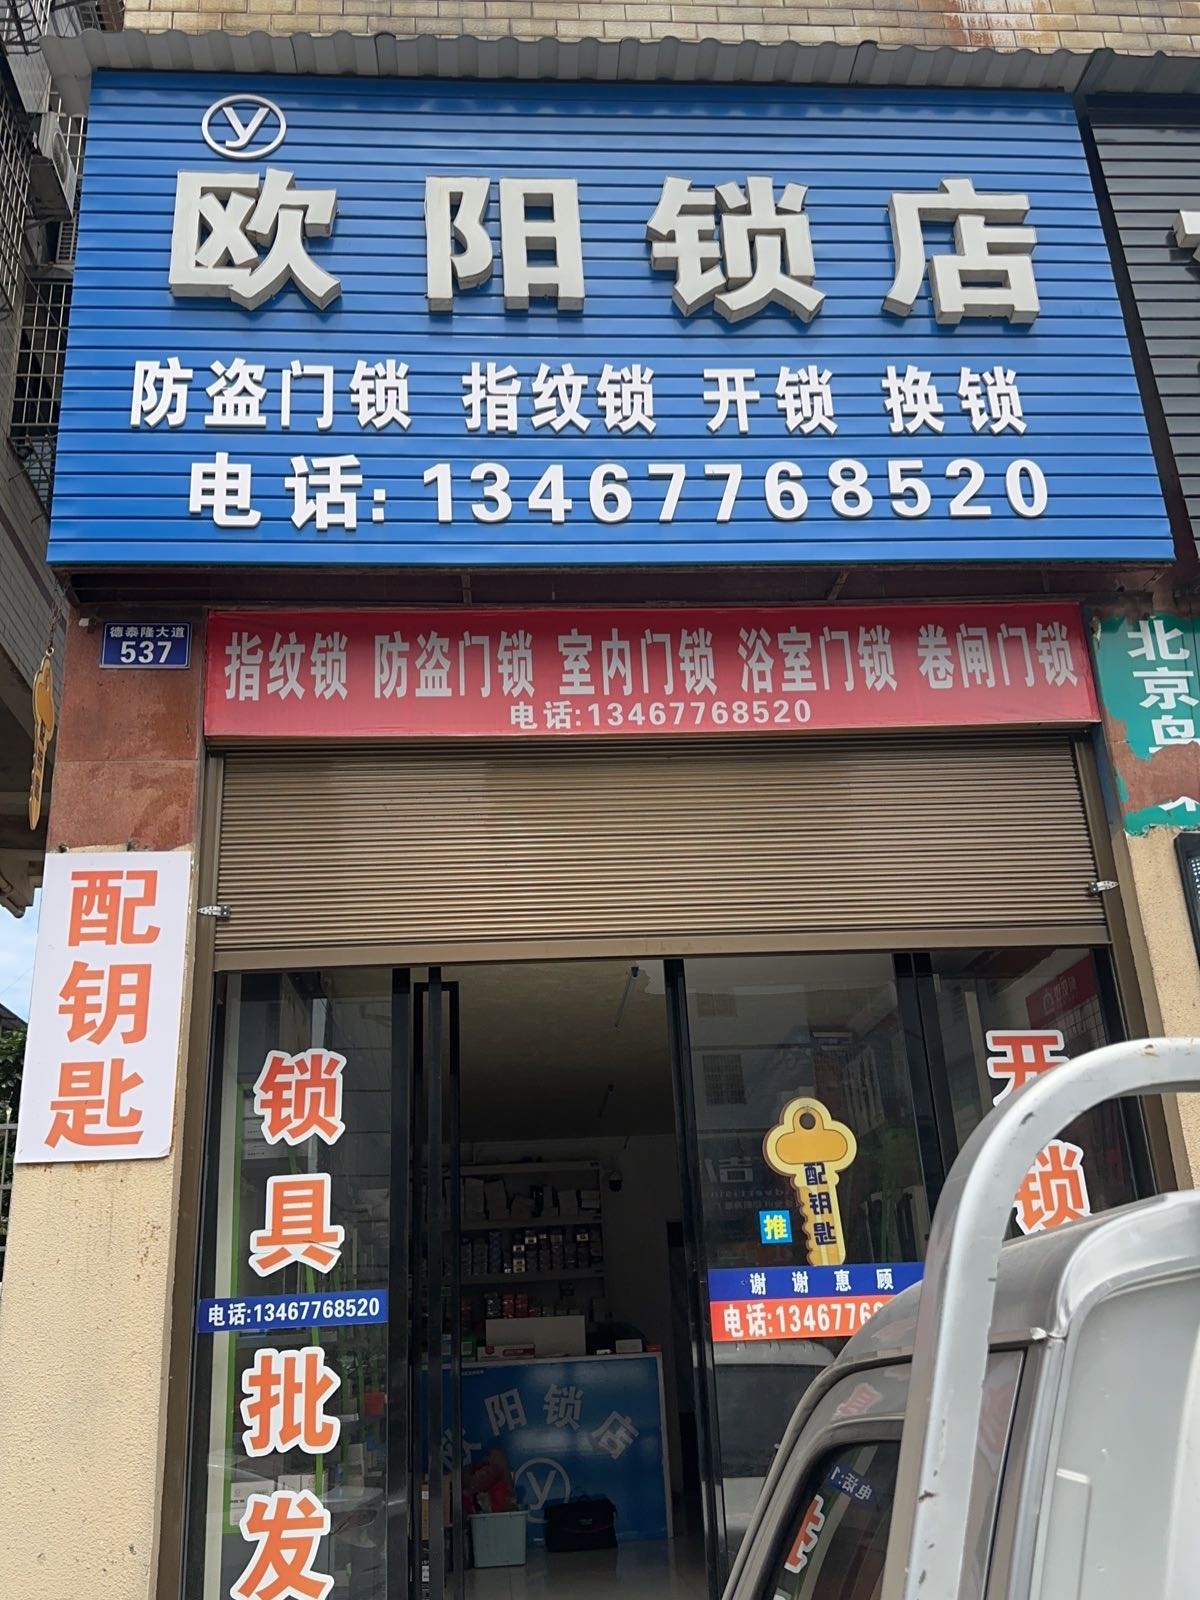 y
欧阳锁店
防盗门锁 指纹锁 开锁 换锁
电话:13467768520
德泰隆大道
537
指纹锁 防盗门锁 室内门锁 浴室门锁 卷闸门锁
电话:13467768520
北京鸟
配钥匙
锁具批发
电话:13467768520
开锁
配钥匙
推
谢谢惠顾
电话:1346776
欧阳锁店
y